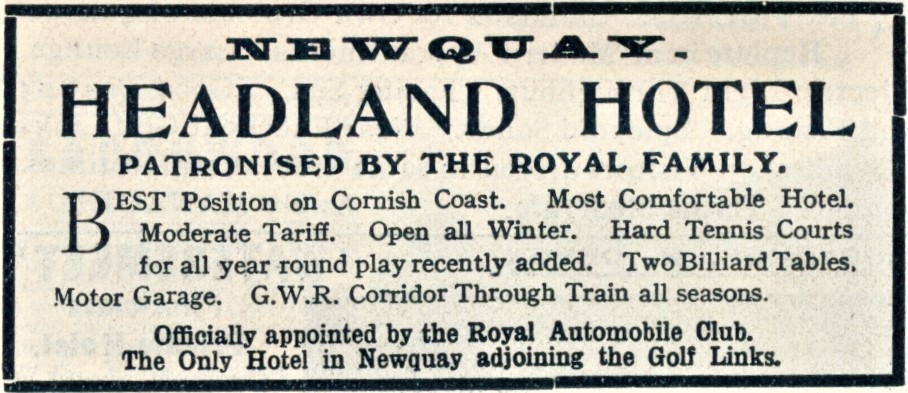 NEWQUAY
HEADLAND HOTEL
PATRONISED BY THE ROYAL FAMILY.
BEST Position on Cornish Coast. Most Comfortable Hotel.
Moderate Tariff. Open all Winter. Hard Tennis Courts
for all year round play recently added. Two Billiard Tables.
Motor Garage. G.W.R. Corridor Through Train all seasons.
Officially appointed by the Royal Automobile Club.
The Only Hotel in Newquay adjoining the Golf Links.